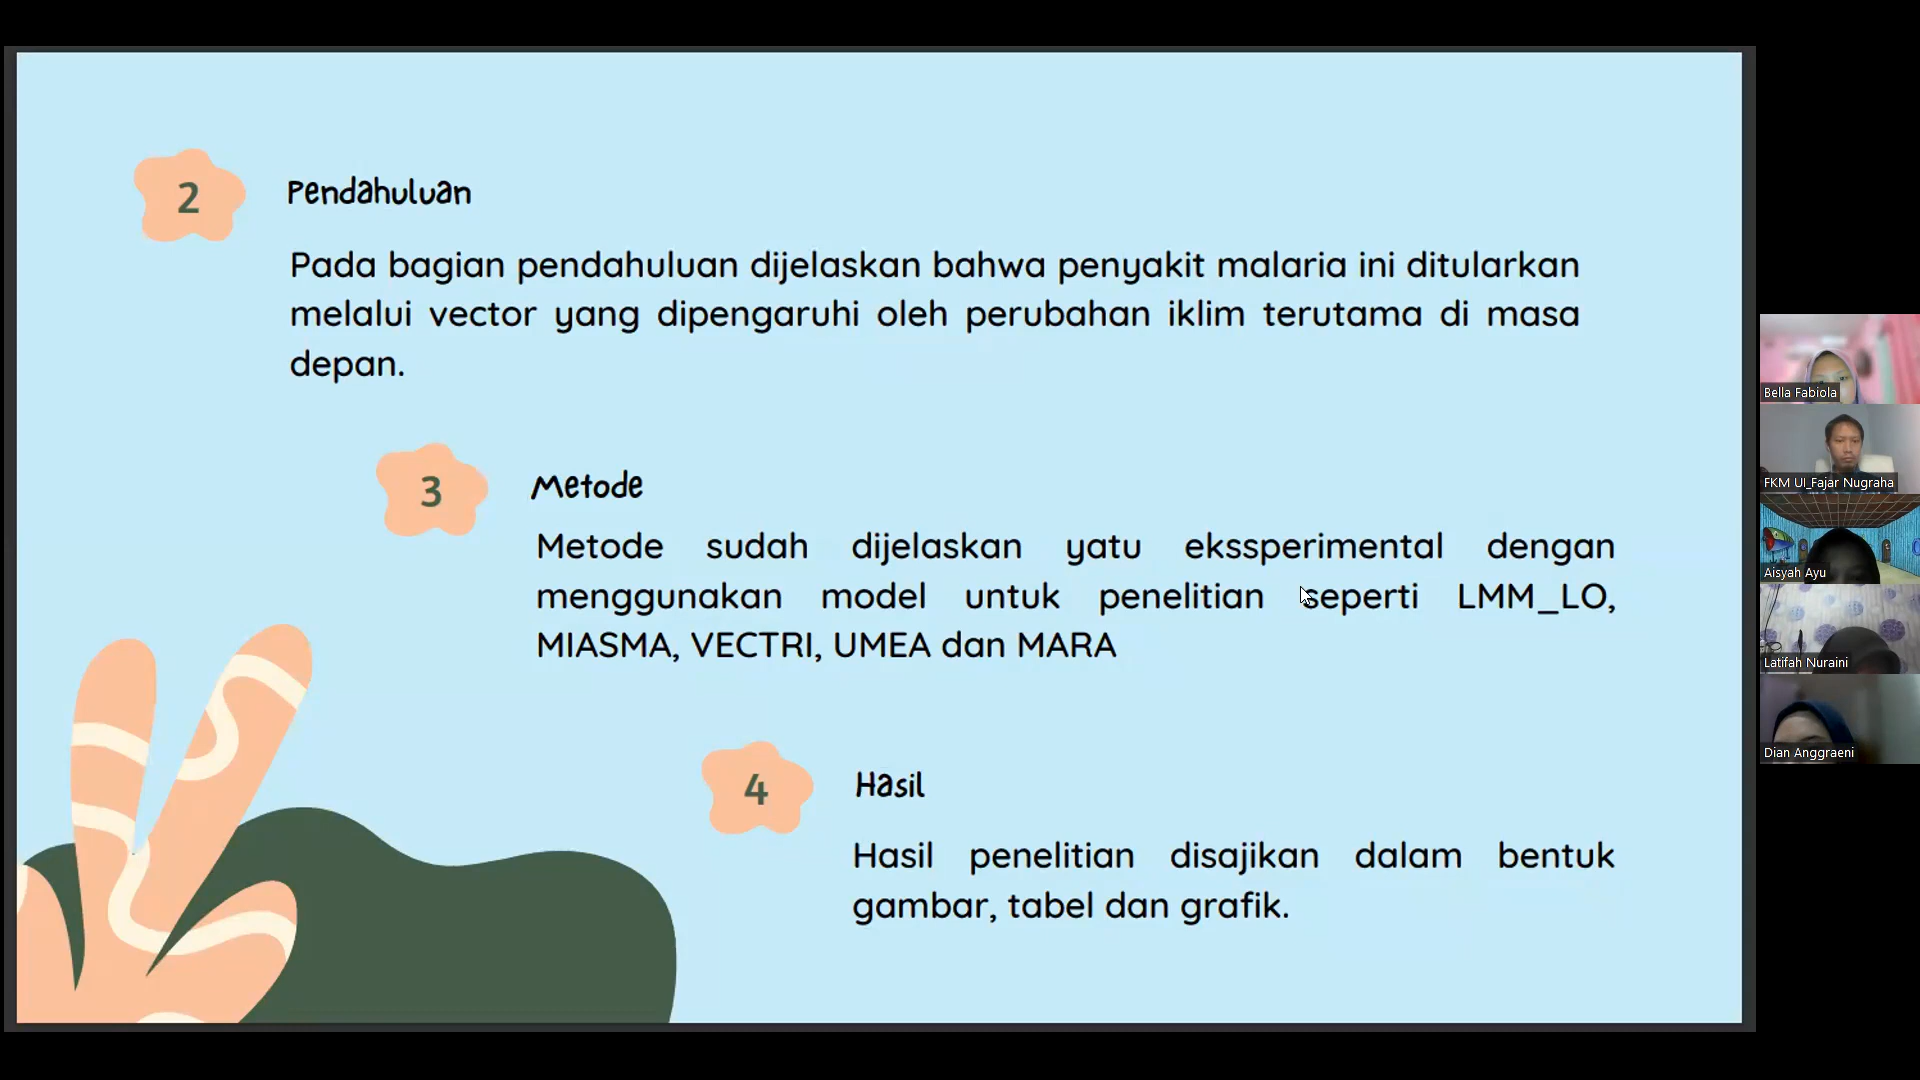 2
Pendahuluan
Pada bagian pendahuluan dijelaskan bahwa penyakit malaria ini ditularkan
melalui vector yang dipengaruhi oleh perubahan iklim terutama di masa
depan.
3
Metode
Metode sudah dijelaskan yatu ekssperimental dengan
menggunakan model untuk penelitian seperti LMM_LO,
MIASMA, VECTRI, UMEA dan MARA
4
Hasil
Hasil penelitian disajikan dalam bentuk
gambar, tabel dan grafik.
Bella Fabiola
FKM UI_Fajar Nugraha
Aisyah Ayu
Latifah Nuraini
Dian Anggraeni